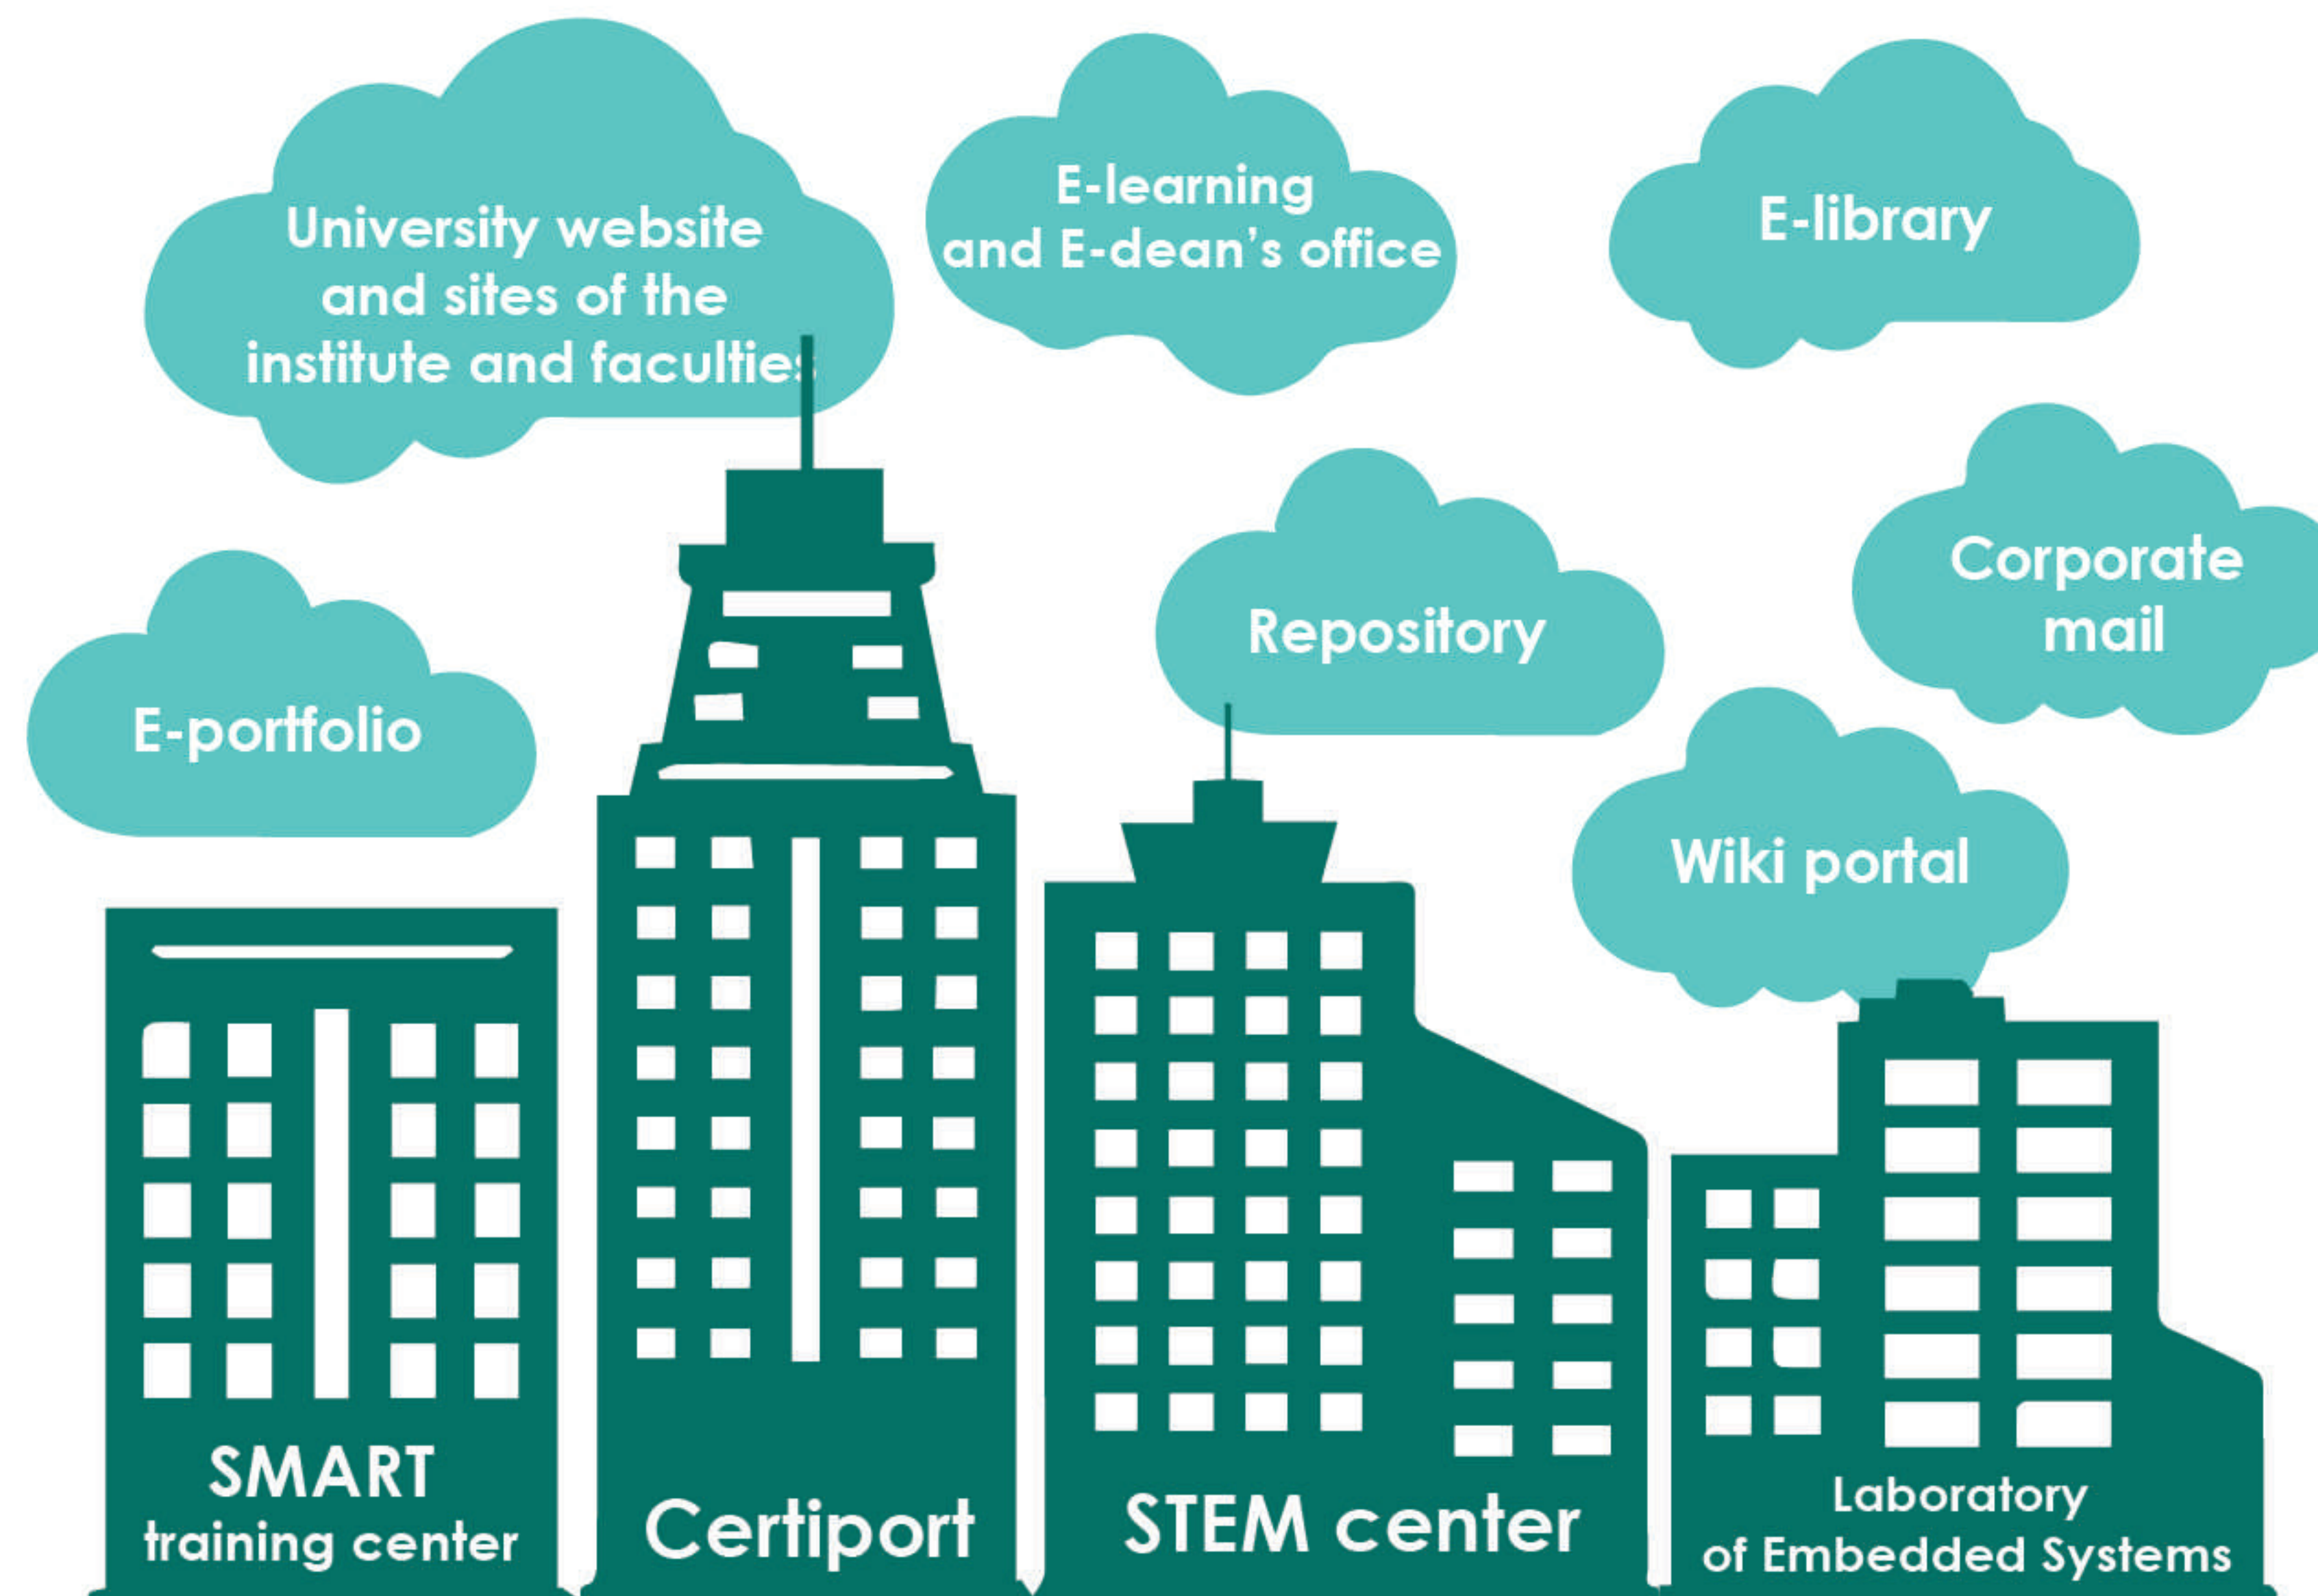 University website
and sites of the
institute and faculties
E-learning
and E-dean's office
E-library
E-portfolio
Repository
Corporate
mail
Wiki portal
SMART
training center
Certiport
STEM center
Laboratory
of Embedded Systems